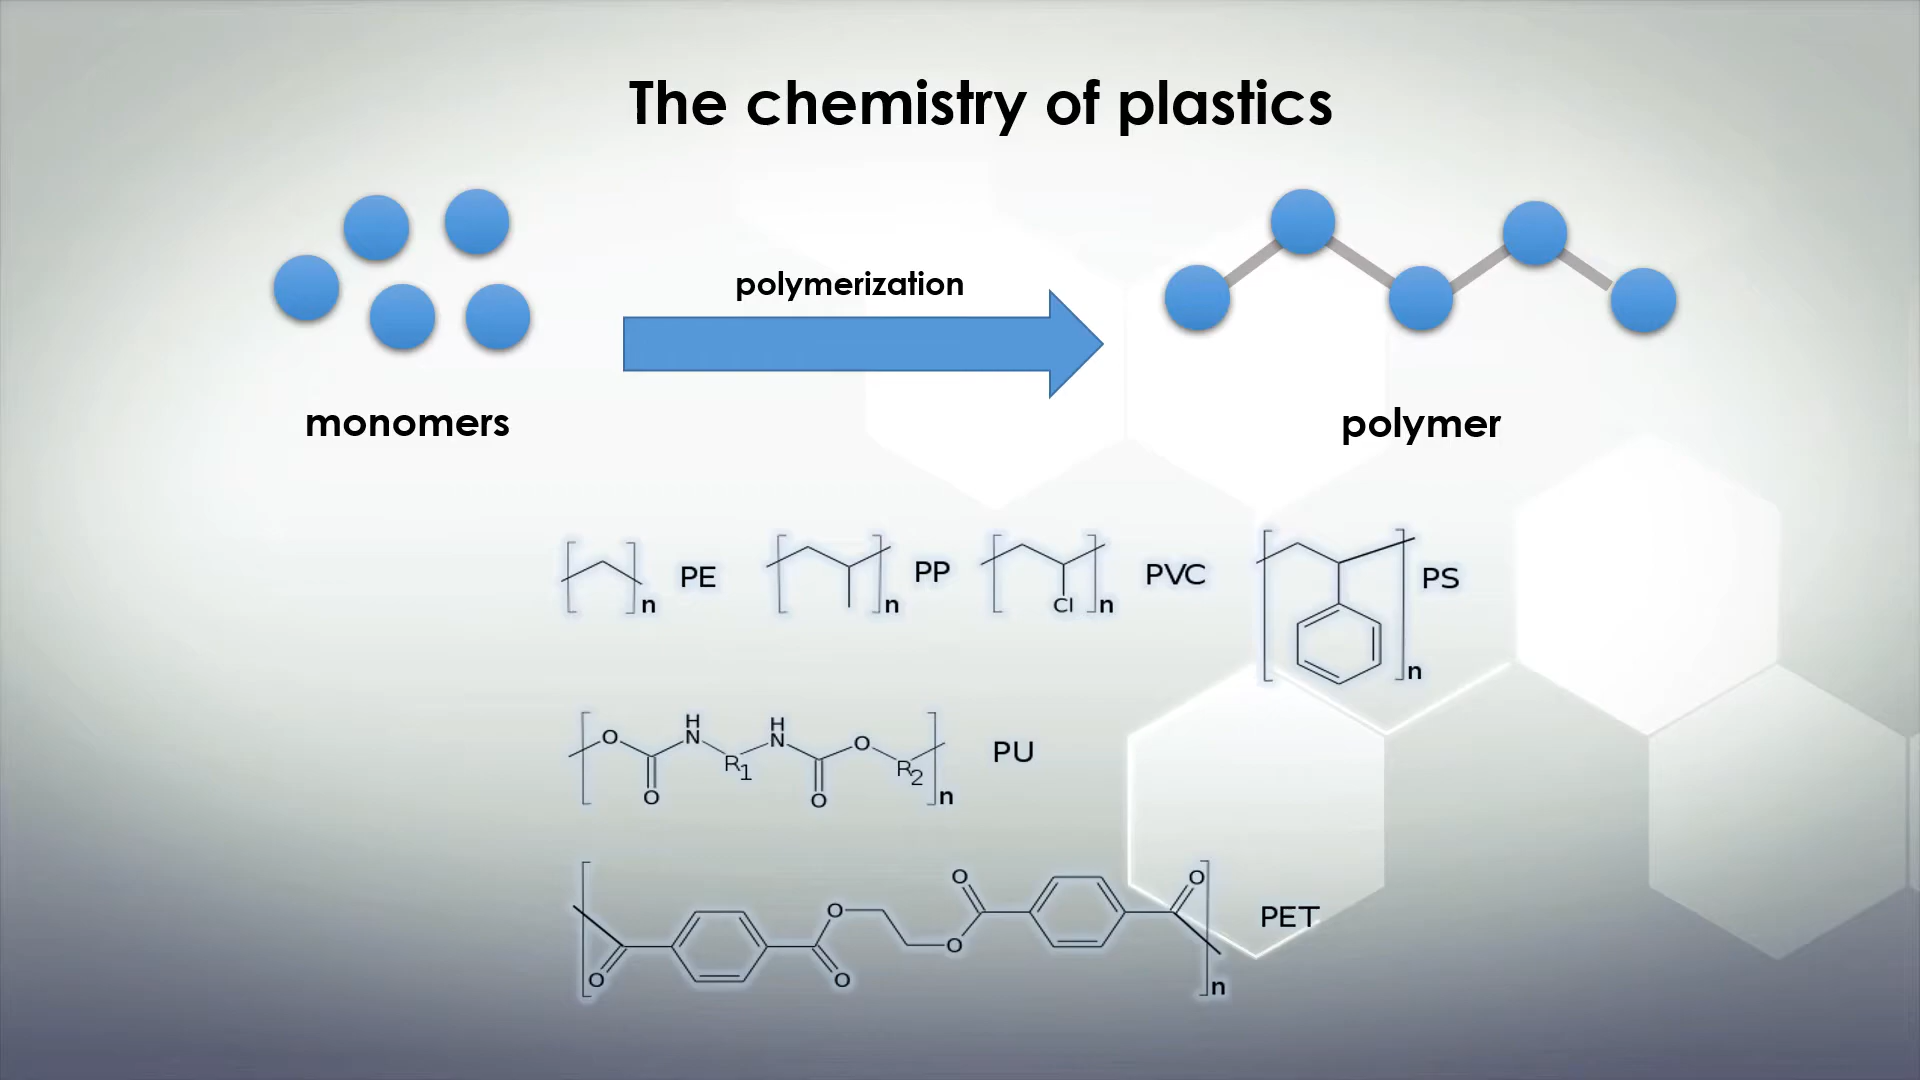 The chemistry of plastics
polymerization
monomers
polymer
n PE
n PP
Cl n PVC
n PS
O H N R1 H N O R2 n PU
O O
O O n PET
O O
O O